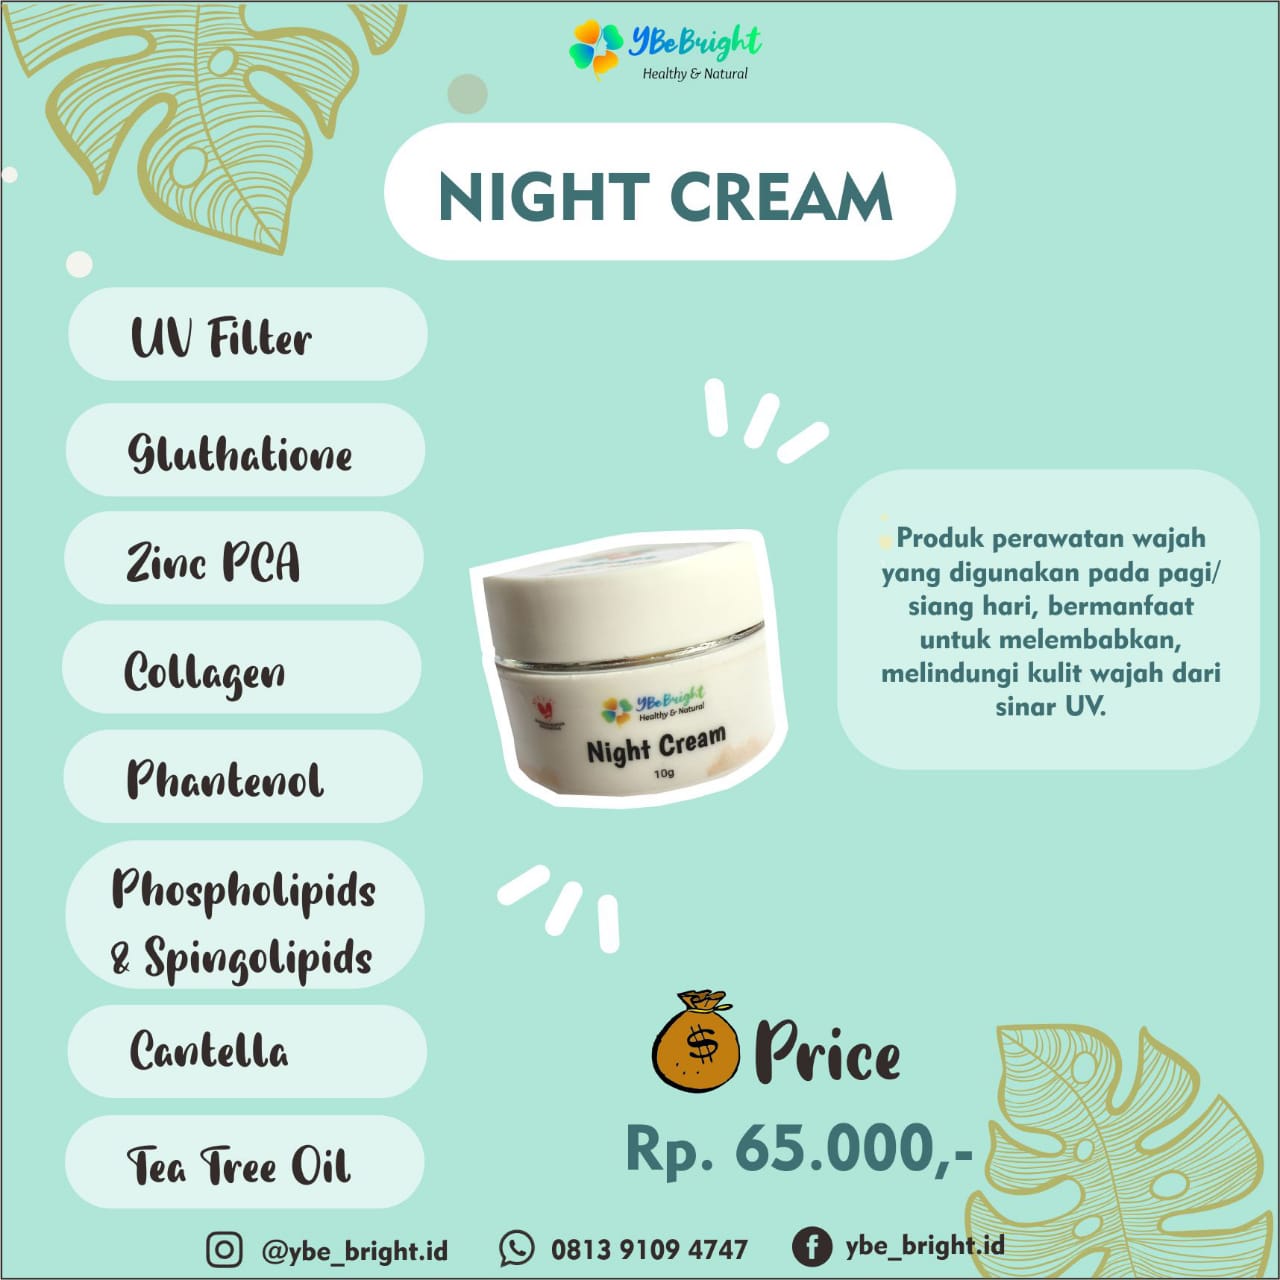 YBeBright
Healthy & Natural
NIGHT CREAM
UV Filter
Gluthatione
Zinc PCA
Collagen
Phantenol
Phospholipids
& Spingolipids
Cantella
Tea Tree Oil
YBeBright
Healthy & Natural
Night Cream
10g
Produk perawatan wajah
yang digunakan pada pagi/
siang hari, bermanfaat
untuk melembabkan,
melindungi kulit wajah dari
sinar UV.
$
Price
Rp. 65.000,-
@ybe_bright.id
0813 9109 4747
ybe_bright.id